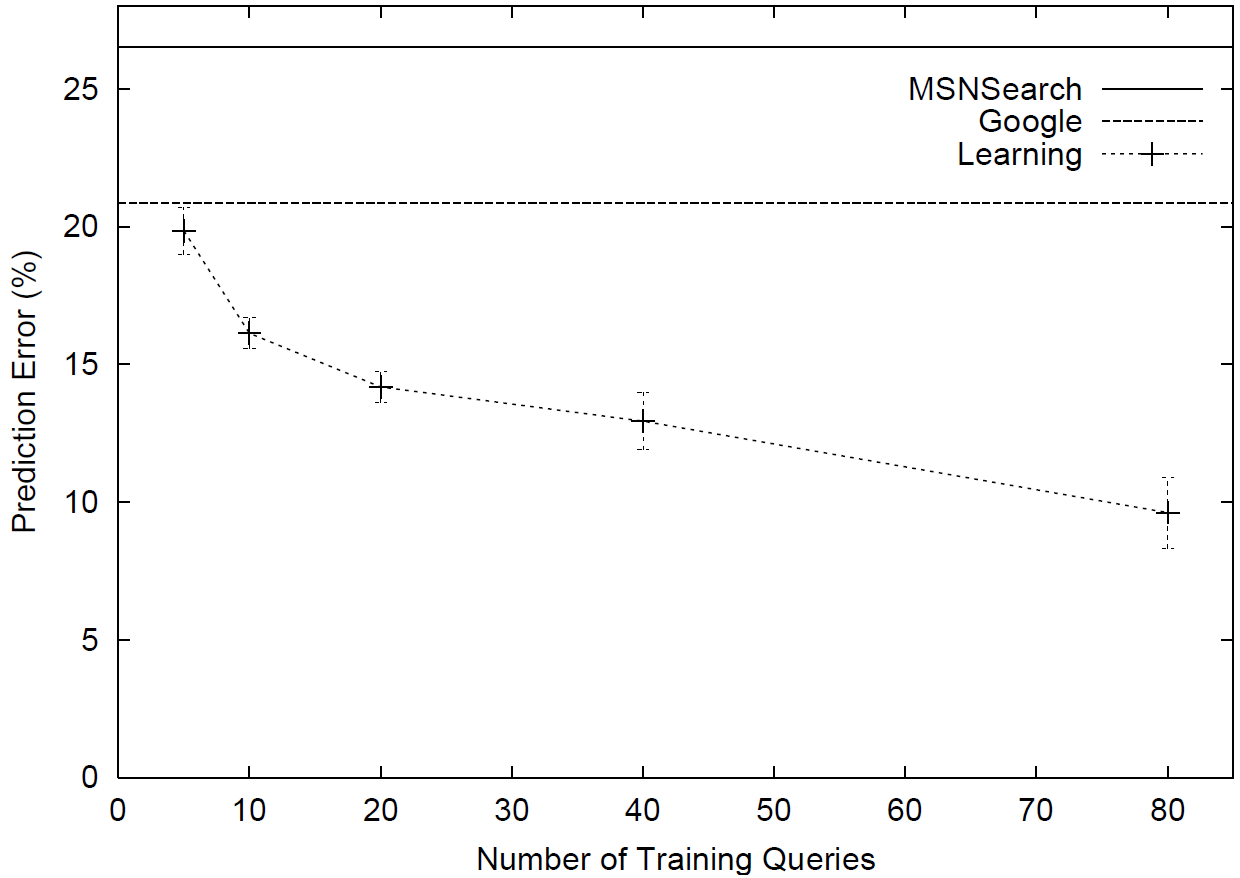 25
20
15
10
5
0
Prediction Error (%)
MSNSearch
Google
Learning
0 10 20 30 40 50 60 70 80
Number of Training Queries